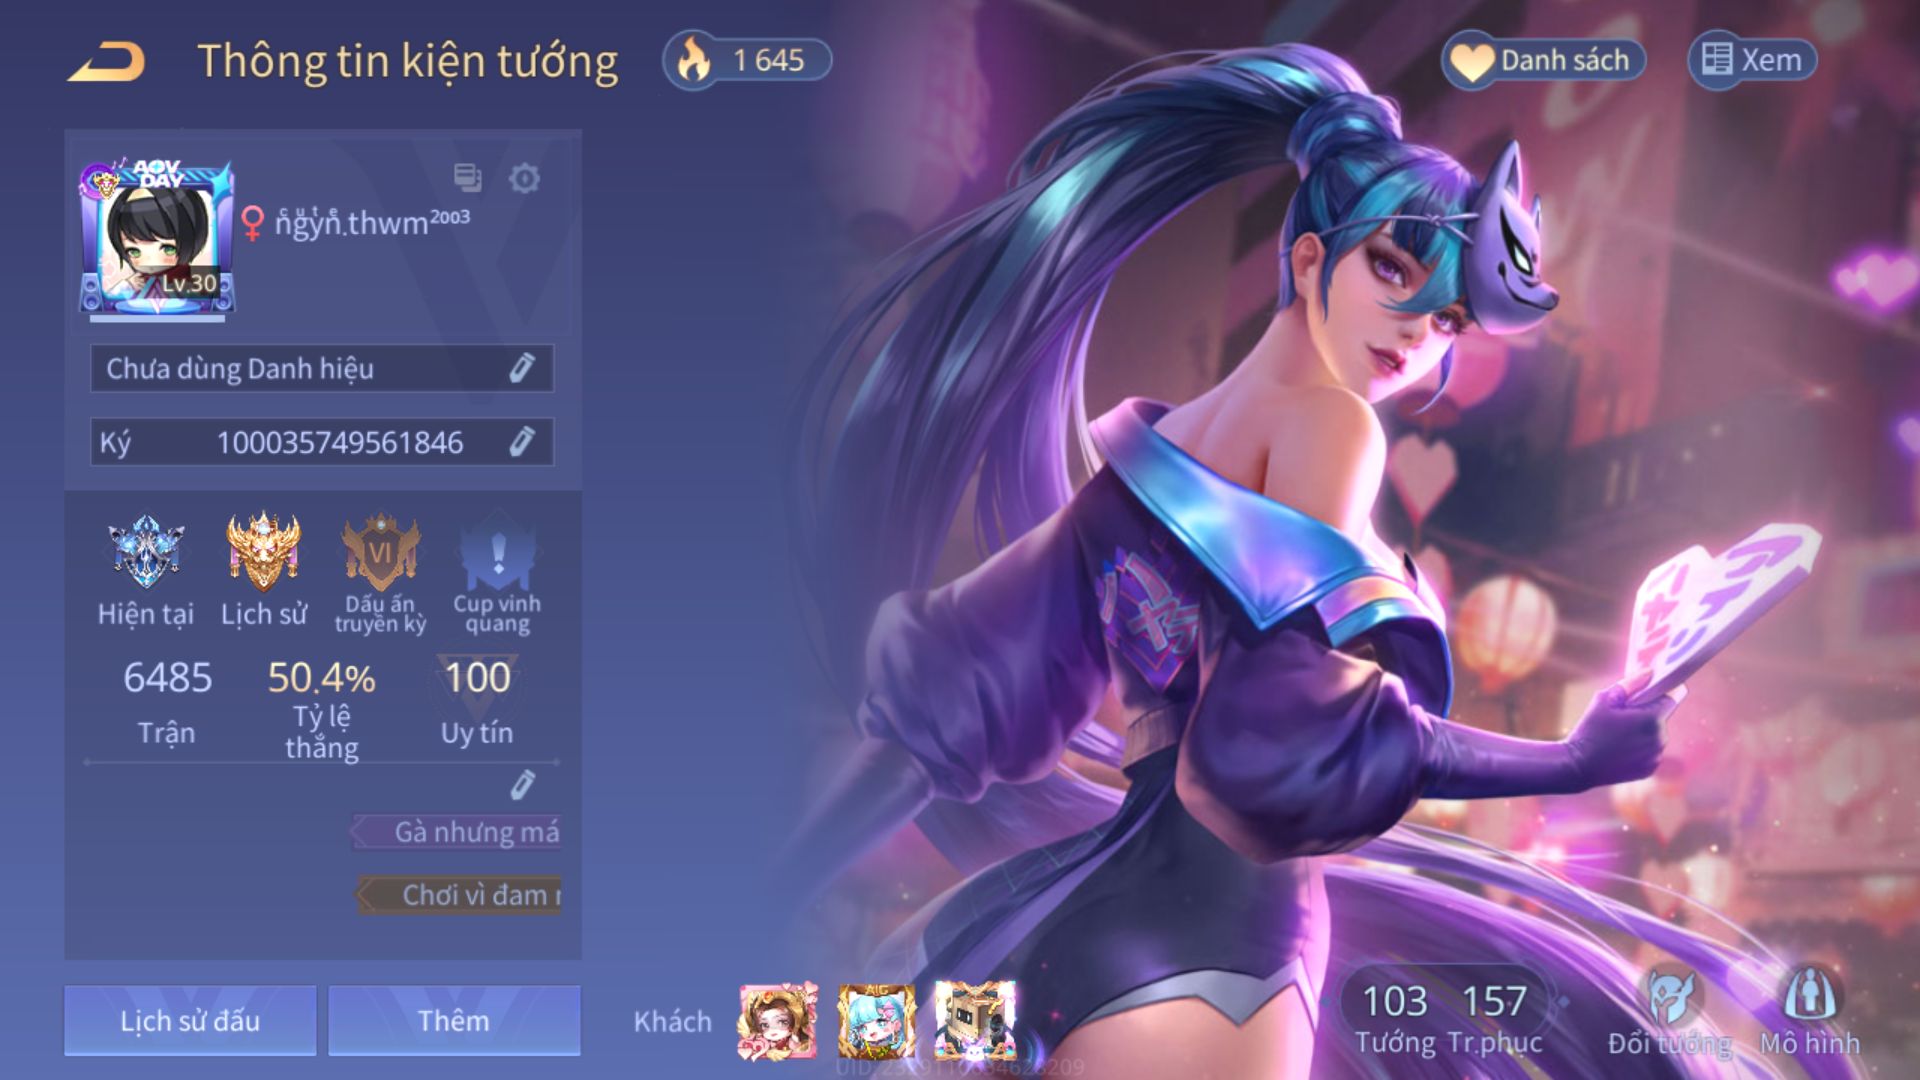 Thông tin kiện tướng
1 645
Danh sách
Xem
AOV
DAY
Lv.30
n̊gẙn̊.thwm²⁰⁰³
Chưa dùng Danh hiệu
Ký 100035749561846
VI
Hiện tại
Lịch sử
Dấu ấn
truyền kỳ
Cup vinh
quang
6485
50.4%
100
Trận
Tỷ lệ
thắng
Uy tín
Gà nhưng má
Chơi vì đam
Lịch sử đấu
Thêm
Khách
AIC
103
157
Tướng
Tr.phục
Đổi tướng
Mô hình